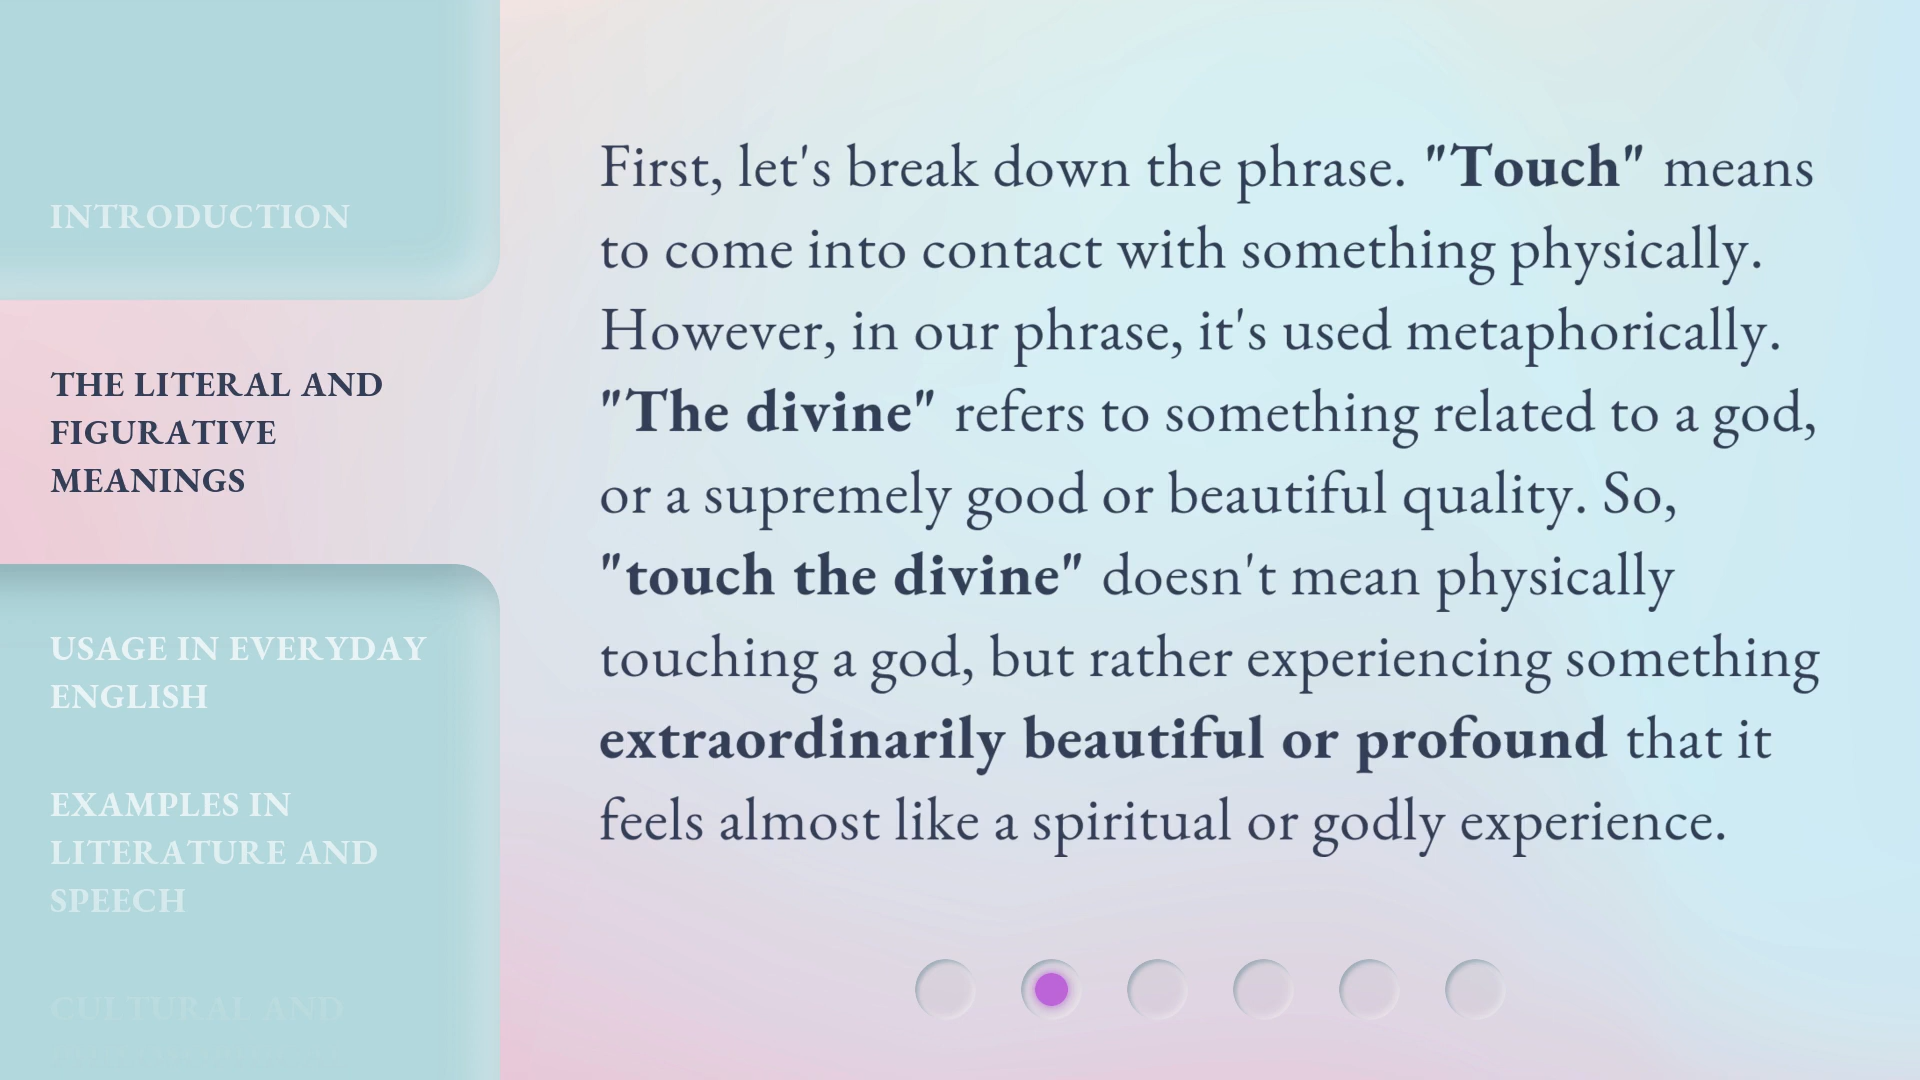 INTRODUCTION
THE LITERAL AND
FIGURATIVE
MEANINGS
USAGE IN EVERYDAY
ENGLISH
EXAMPLES IN
LITERATURE AND
SPEECH
CULTURAL AND
First, let's break down the phrase. "Touch" means
to come into contact with something physically.
However, in our phrase, it's used metaphorically.
"The divine" refers to something related to a god,
or a supremely good or beautiful quality. So,
"touch the divine" doesn't mean physically
touching a god, but rather experiencing something
extraordinarily beautiful or profound that it
feels almost like a spiritual or godly experience.